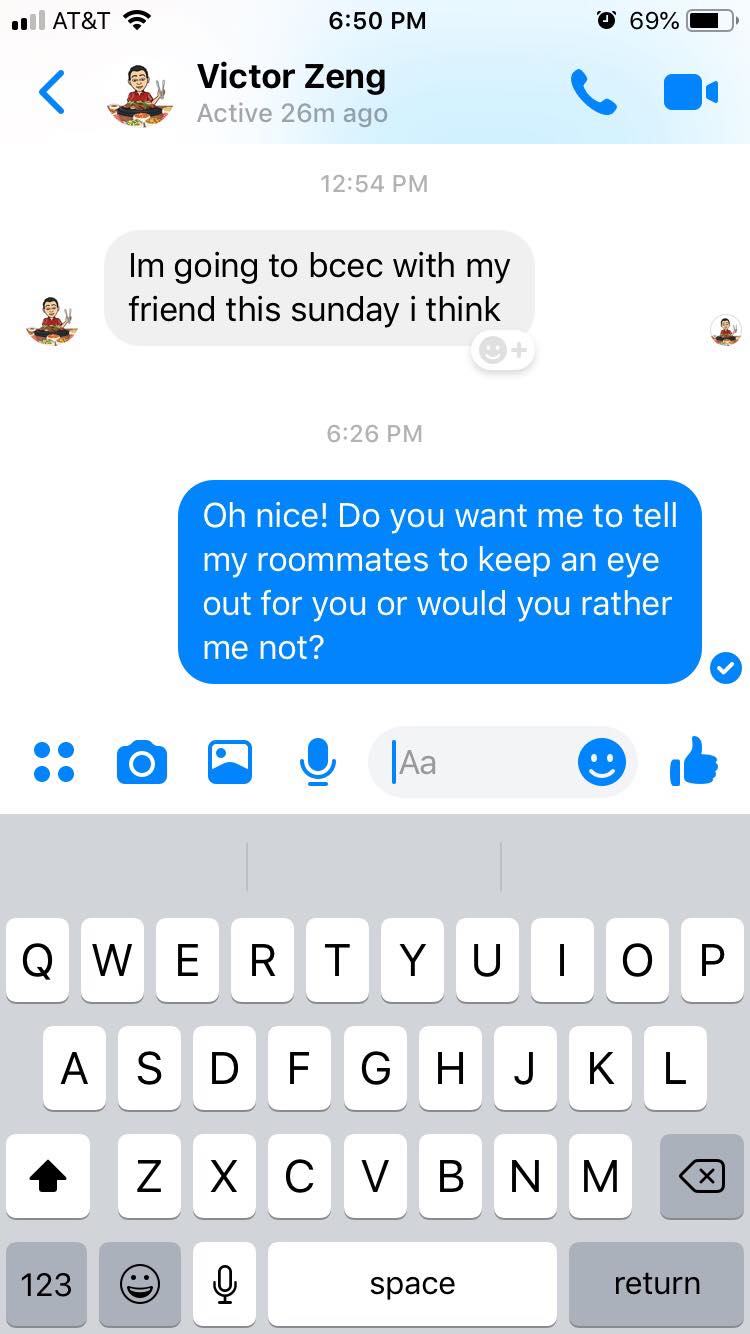 AT&T 6:50 PM 69%
Victor Zeng
Active 26m ago
12:54 PM
Im going to bcec with my
friend this sunday i think
6:26 PM
Oh nice! Do you want me to tell
my roommates to keep an eye
out for you or would you rather
me not?
Aa
Q W E R T Y U I O P
A S D F G H J K L
Z X C V B N M
123 space return